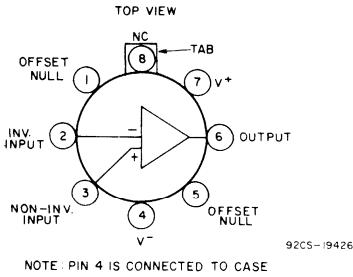 TOP VIEW
NC
TAB
8
OFFSET
NULL
1
7
V+
INV.
INPUT
2
−
+
6
OUTPUT
3
NON-INV.
INPUT
4
V−
5
OFFSET
NULL
92CS-19426
NOTE: PIN 4 IS CONNECTED TO CASE